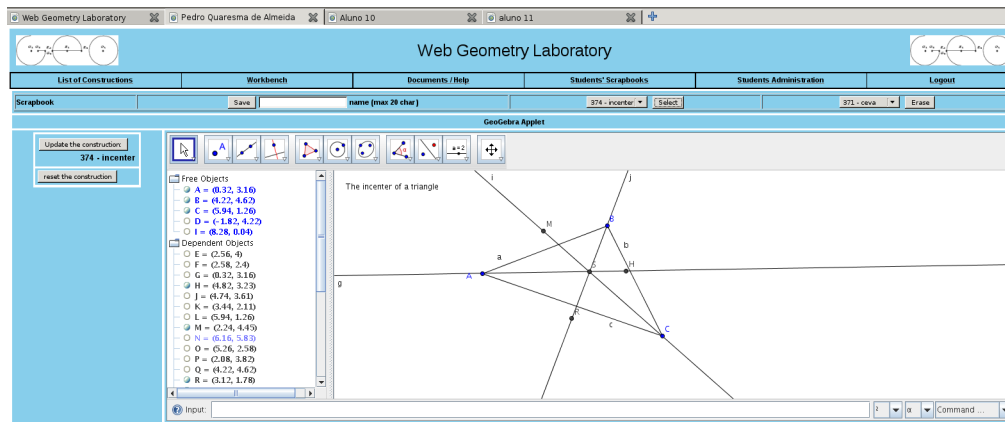 Web Geometry Laboratory Pedro Quaresma de Almeida Aluno 10 aluno 11
Web Geometry Laboratory
List of Constructions Workbench Documents / Help Students' Scrapbooks Students Administration Logout
Scrapbook Save name (max 20 char) 374 - incenter Select 371 - ceva Erase
GeoGebra Applet
Update the construction:
374 - incenter
reset the construction
A α a=2
Free Objects
A = (0.32, 3.16)
B = (4.22, 4.62)
C = (5.94, 1.26)
D = (-1.82, 4.22)
I = (8.28, 0.04)
Dependent Objects
E = (2.56, 4)
F = (2.58, 2.4)
G = (0.32, 3.16)
H = (4.82, 3.23)
J = (4.74, 3.61)
K = (3.44, 2.11)
L = (5.94, 1.26)
M = (2.24, 4.45)
N = (6.16, 5.83)
O = (5.26, 2.58)
P = (2.08, 3.82)
Q = (4.22, 4.62)
R = (3.12, 1.78)
The incenter of a triangle
i j
M B
b
a
S H
A
g
R c C
Input: 2 α Command ...